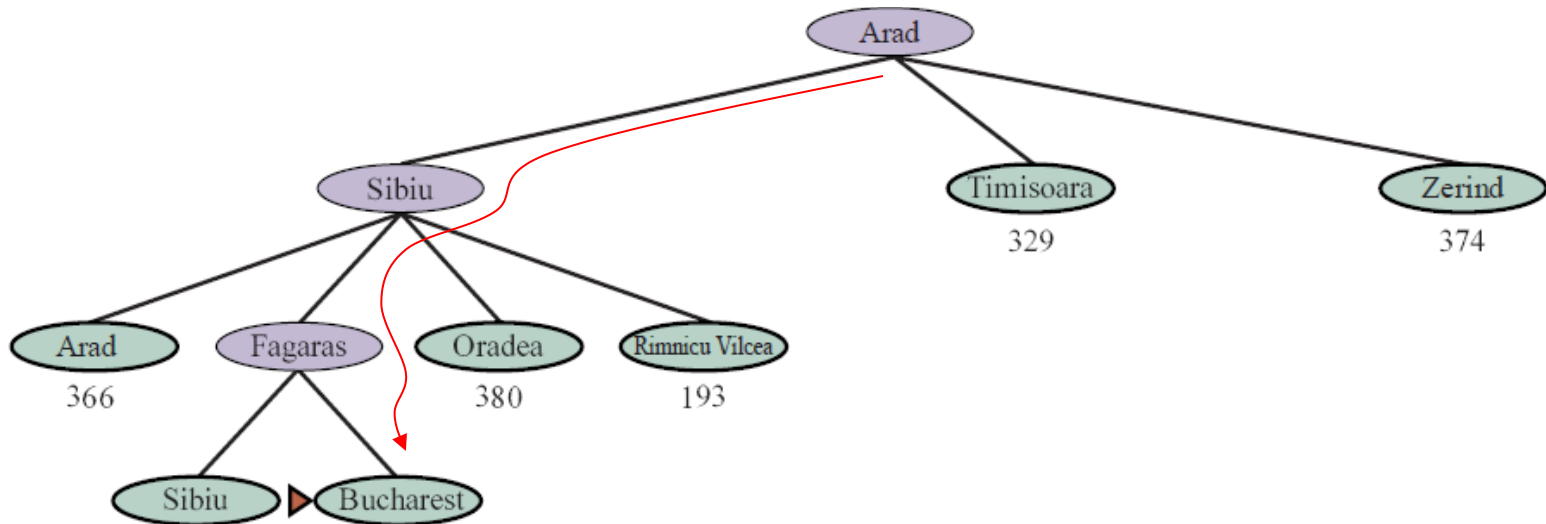 Arad
Sibiu
Timisoara
Zerind
329
374
Arad
Fagaras
Oradea
Rimnicu Vilcea
366
380
193
Sibiu
Bucharest